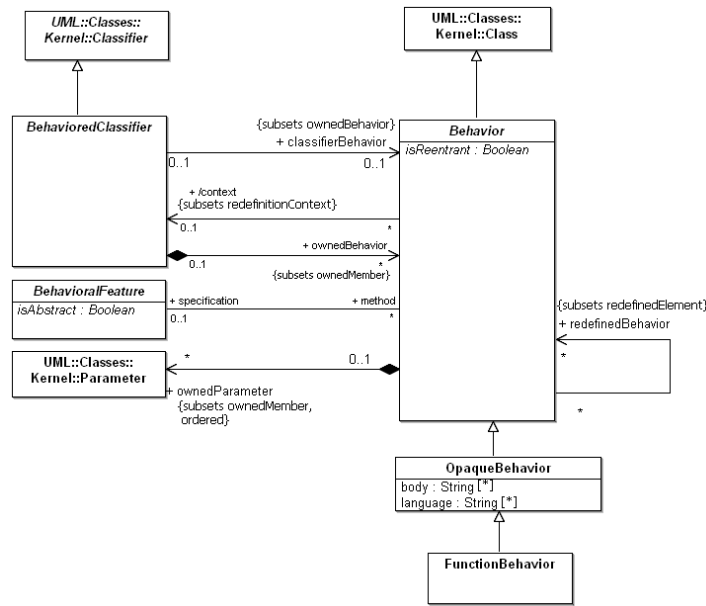 UML::Classes::
Kernel::Classifier
UML::Classes::
Kernel::Class
BehavioredClassifier
{subsets ownedBehavior}
+ classifierBehavior
0..1
0..1
Behavior
isReentrant : Boolean
+ /context
{subsets redefinitionContext}
0..1
*
+ ownedBehavior
0..1
*
{subsets ownedMember}
BehavioralFeature
isAbstract : Boolean
+ specification
+ method
0..1
*
{subsets redefinedElement}
+ redefinedBehavior
*
*
UML::Classes::
Kernel::Parameter
*
0..1
+ ownedParameter
{subsets ownedMember,
ordered}
OpaqueBehavior
body : String [*]
language : String [*]
FunctionBehavior